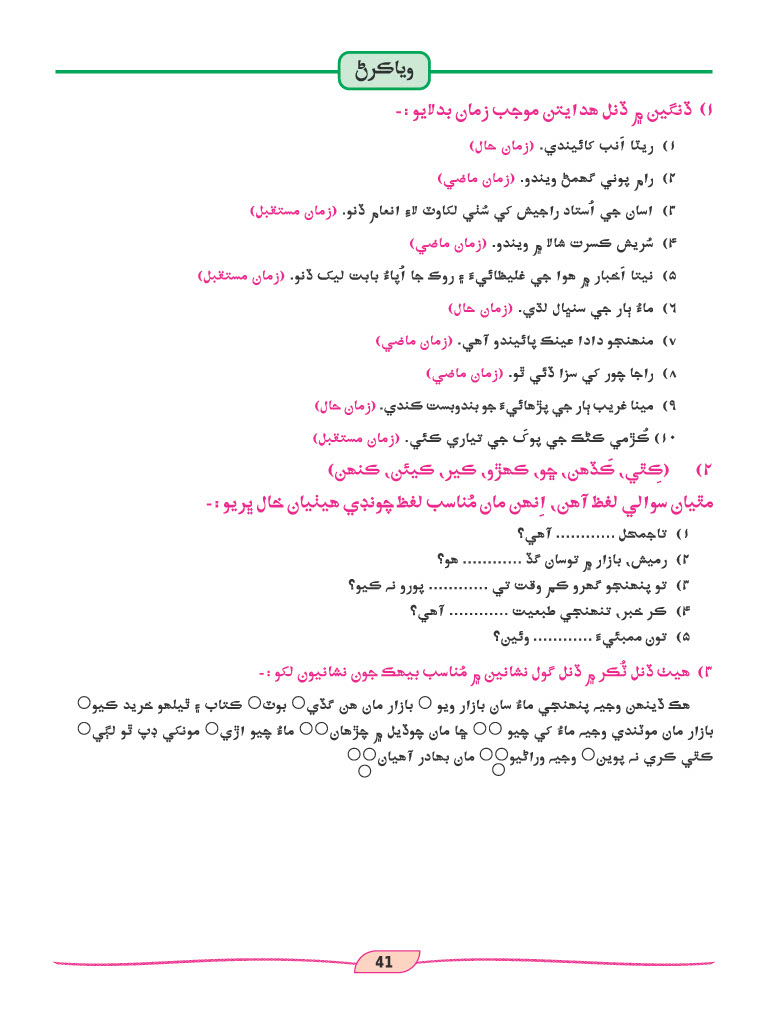 وياڪرڻ
۱) ڏنگين ۾ ڏنل هدايتن موجب زمان بدلايو :-
۱) ريٽا اَنب کائيندي. (زمان حال)
۲) رام پوني گهمڻ ويندو. (زمان ماضي)
۳) اسان جي اُستاد راجيش کي سُٺي لکاوٽ لاءِ انعام ڏنو. (زمان مستقبل)
۴) سُريش ڪسرت شالا ۾ ويندو. (زمان ماضي)
۵) نيتا اَخبار ۾ هوا جي غليظائيءَ ۽ روڪ جا اُپاءُ بابت ليک ڏنو. (زمان مستقبل)
۶) ماءُ ٻار جي سنڀال لڌي. (زمان حال)
۷) منهنجو دادا عينڪ پائيندو آهي. (زمان ماضي)
۸) راجا چور کي سزا ڏئي ٿو. (زمان ماضي)
۹) مينا غريب ٻار جي پڙهائيءَ جو بندوبست ڪندي. (زمان حال)
۱۰) ڪُڙمي ڪڻڪ جي پوکَ جي تياري ڪئي. (زمان مستقبل)
۲) (ڪِٿي، ڪَڏهن، ڇو، ڪهڙو، ڪير، ڪيئن، ڪنهن)
مٿيان سوالي لفظ آهن، اِنهن مان مُناسب لفظ چونڊي هيٺيان خال ڀريو :-
۱) تاجمحل ............ آهي؟
۲) رميش، بازار ۾ توسان گڏ ............ هو؟
۳) تو پنهنجو گهرو ڪم وقت تي ............ پورو نہ ڪيو؟
۴) ڪر خبر، تنهنجي طبعيت ............ آهي؟
۵) تون ممبئيءَ ............ وئين؟
۳) هيٺ ڏنل ٽُڪر ۾ ڏنل گول نشانين ۾ مُناسب بيهڪ جون نشانيون لکو :-
هڪ ڏينهن وجيہ پنهنجي ماءُ سان بازار ويو ○ بازار مان هن گڏي○ بوٽ○ ڪتاب ۽ ٿيلهو خريد ڪيو○
بازار مان موٽندي وجيہ ماءُ کي چيو ○○ ڇا مان چوڏيل ۾ چڙهان○○ ماءُ چيو اڙي○ مونکي ڊپ ٿو لڳي○
ڪٿي ڪري نہ پوين○ وجيہ وراڻيو○○○ مان بهادر آهيان○○○
41